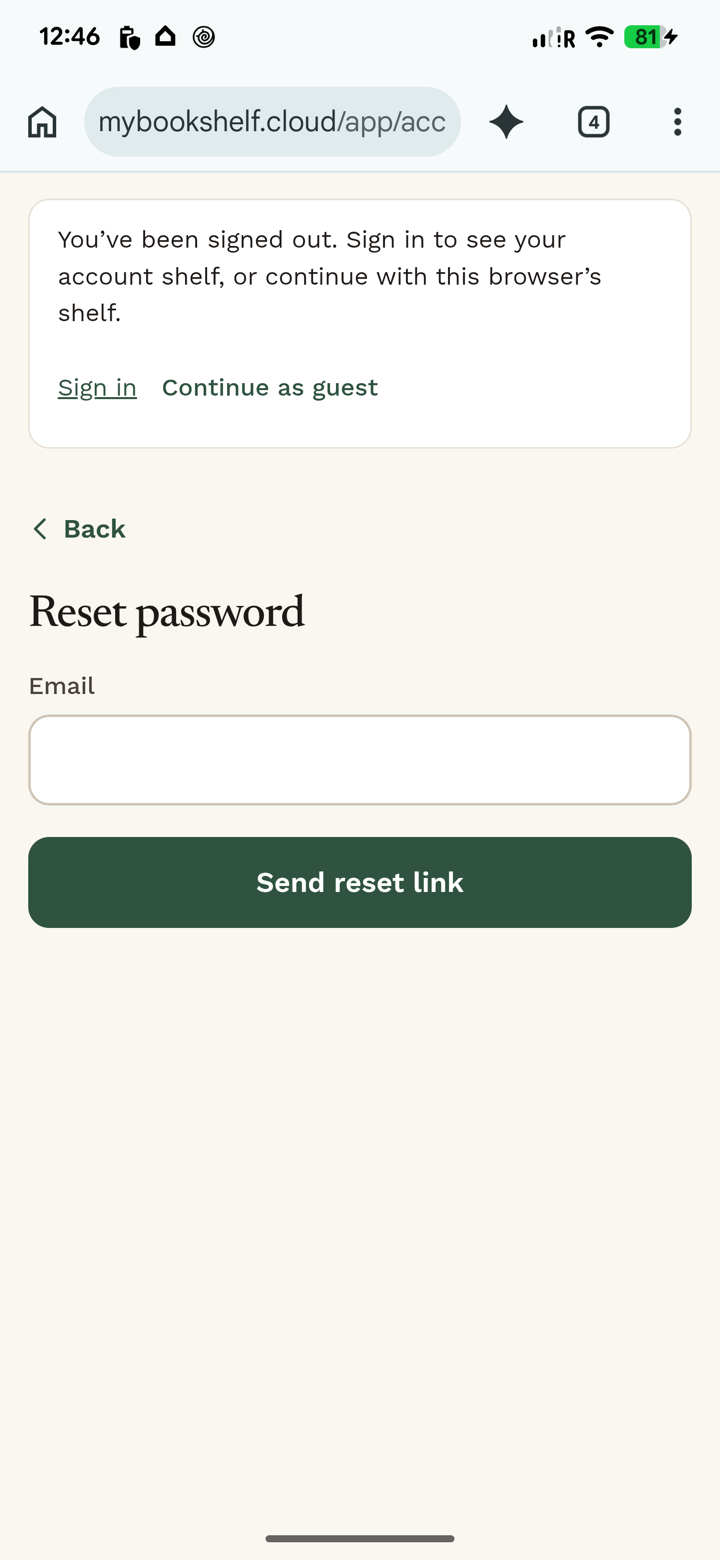 12:46
R
81
mybookshelf.cloud/app/acc
4
You’ve been signed out. Sign in to see your
account shelf, or continue with this browser’s
shelf.
Sign in Continue as guest
Back
Reset password
Email
Send reset link